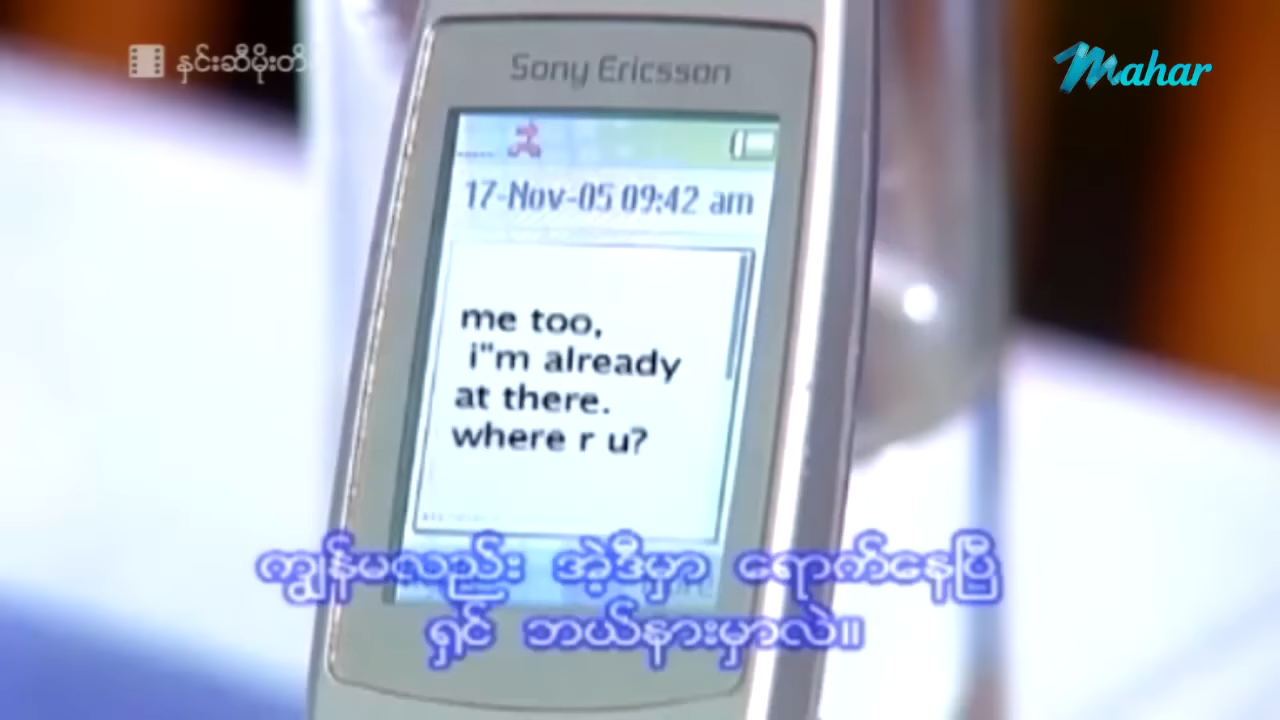 နှင်းဆီမိုးတိ
Mahar
Sony Ericsson
17-Nov-05 09:42 am
me too,
i"m already
at there.
where r u?
ကျွန်မလည်း အဲ့ဒီမှာ ရောက်နေပြီ
ရှင် ဘယ်နားမှာလဲ။